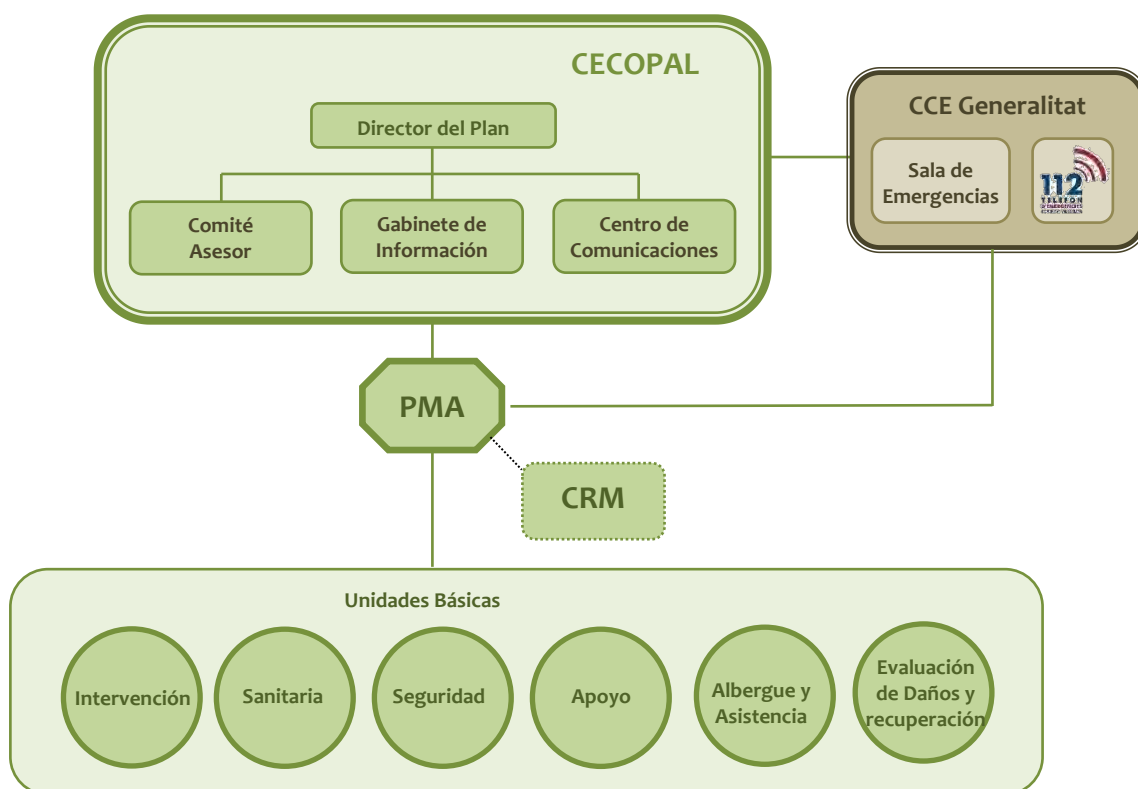 CECOPAL
Director del Plan
Comité
Asesor
Gabinete de
Información
Centro de
Comunicaciones
CCE Generalitat
Sala de
Emergencias
112
TELEFON
PMA
CRM
Unidades Básicas
Intervención
Sanitaria
Seguridad
Apoyo
Albergue y
Asistencia
Evaluación
de Daños y
recuperación